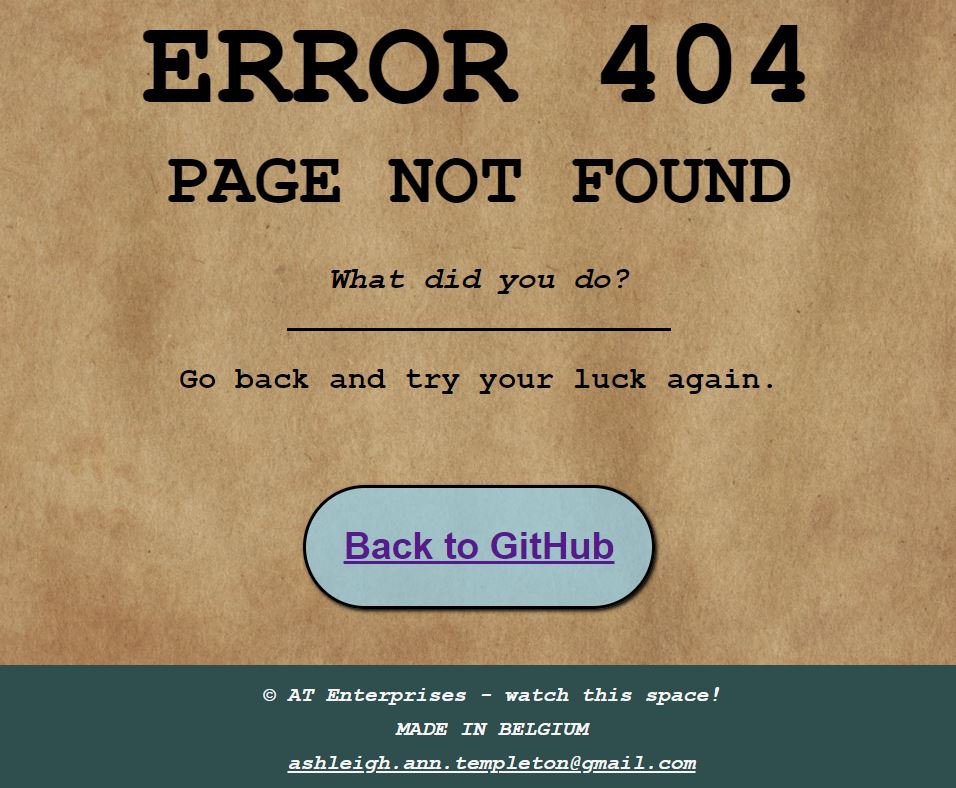 ERROR 404
PAGE NOT FOUND
What did you do?
Go back and try your luck again.
Back to GitHub
© AT Enterprises - watch this space!
MADE IN BELGIUM
ashleigh.ann.templeton@gmail.com